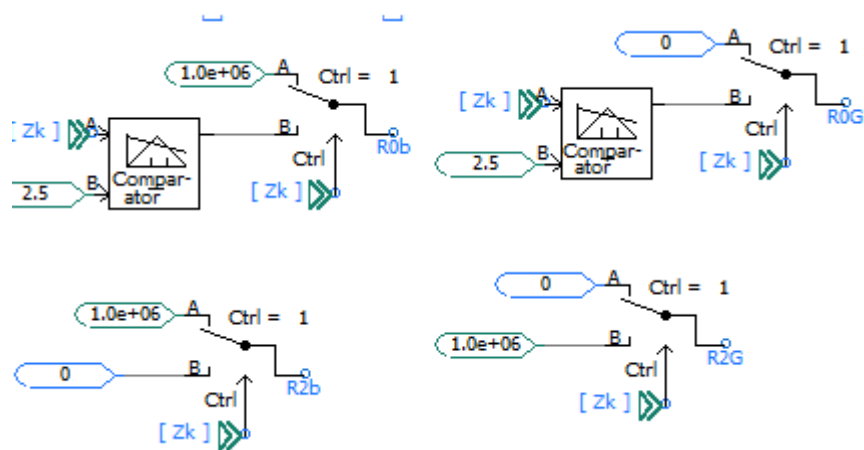 A
1.0e+06
Ctrl = 1
[ Zk ]
A
B
R0b
Ctrl
2.5
B
Compar-
ator
[ Zk ]
0
A
Ctrl = 1
[ Zk ]
A
B
R0G
Ctrl
2.5
B
Compar-
ator
[ Zk ]
1.0e+06
A
Ctrl = 1
0
B
R2b
Ctrl
[ Zk ]
0
A
Ctrl = 1
1.0e+06
B
R2G
Ctrl
[ Zk ]